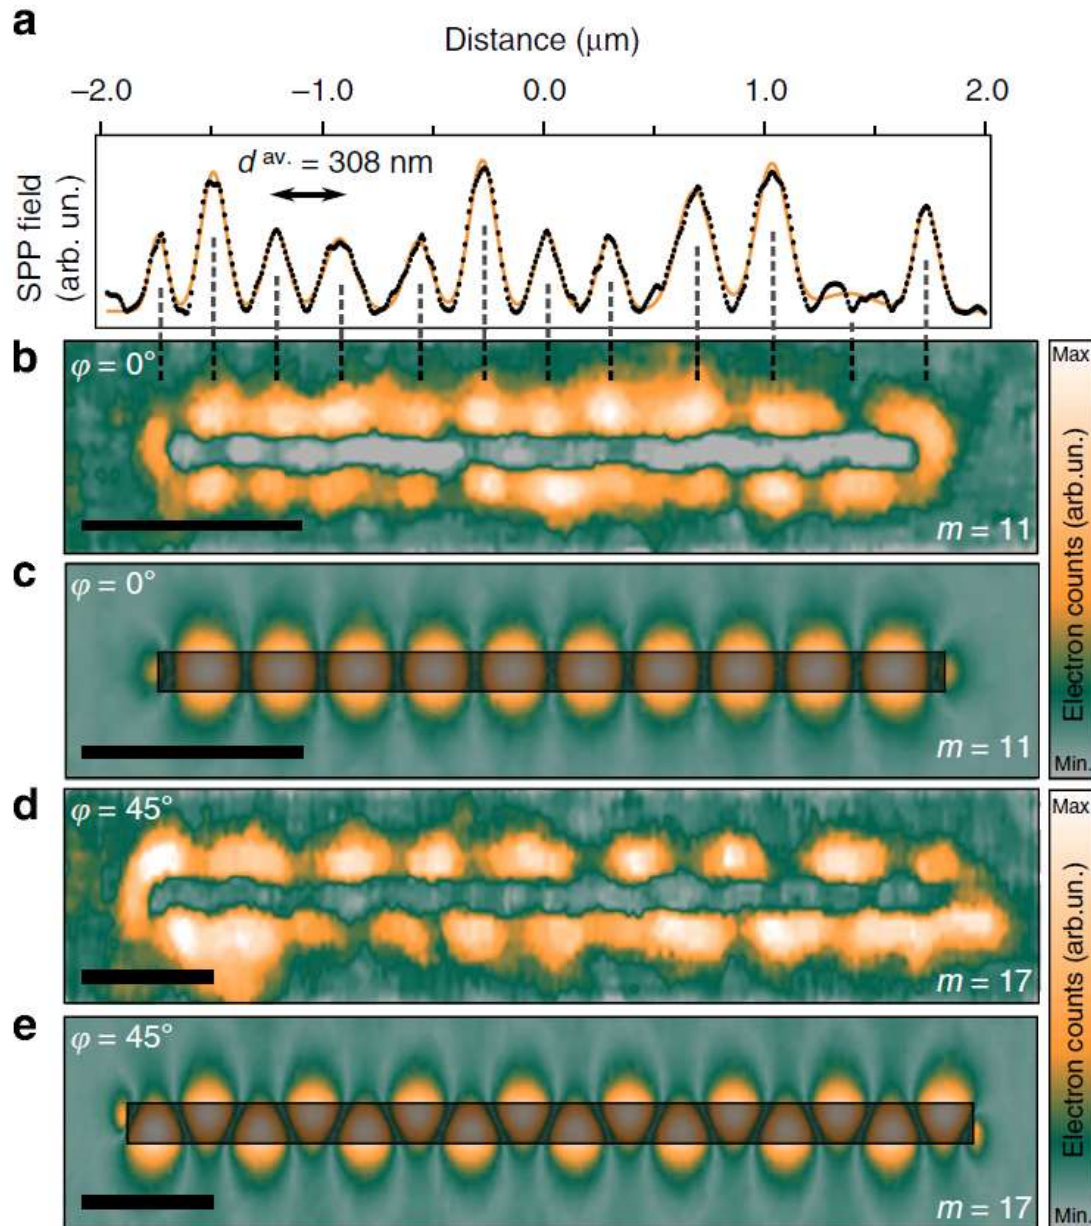 a
Distance (μm)
–2.0 –1.0 0.0 1.0 2.0
d av. = 308 nm
SPP field
(arb. un.)
b
φ = 0°
m = 11
Max
Electron counts (arb.un.)
Min.
c
φ = 0°
m = 11
d
φ = 45°
m = 17
Max
Electron counts (arb.un.)
Min.
e
φ = 45°
m = 17